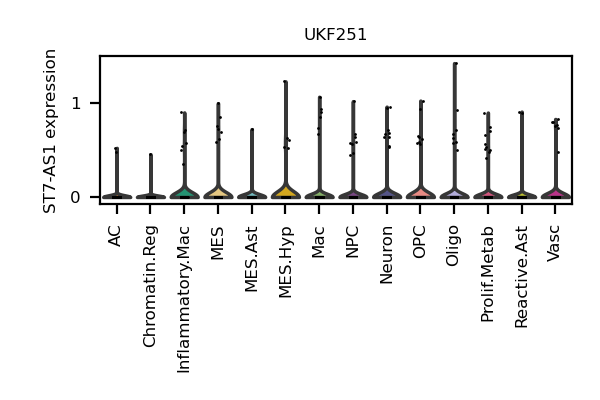 UKF251
ST7-AS1 expression
1
0
AC
Chromatin.Reg
Inflammatory.Mac
MES
MES.Ast
MES.Hyp
Mac
NPC
Neuron
OPC
Oligo
Prolif.Metab
Reactive.Ast
Vasc